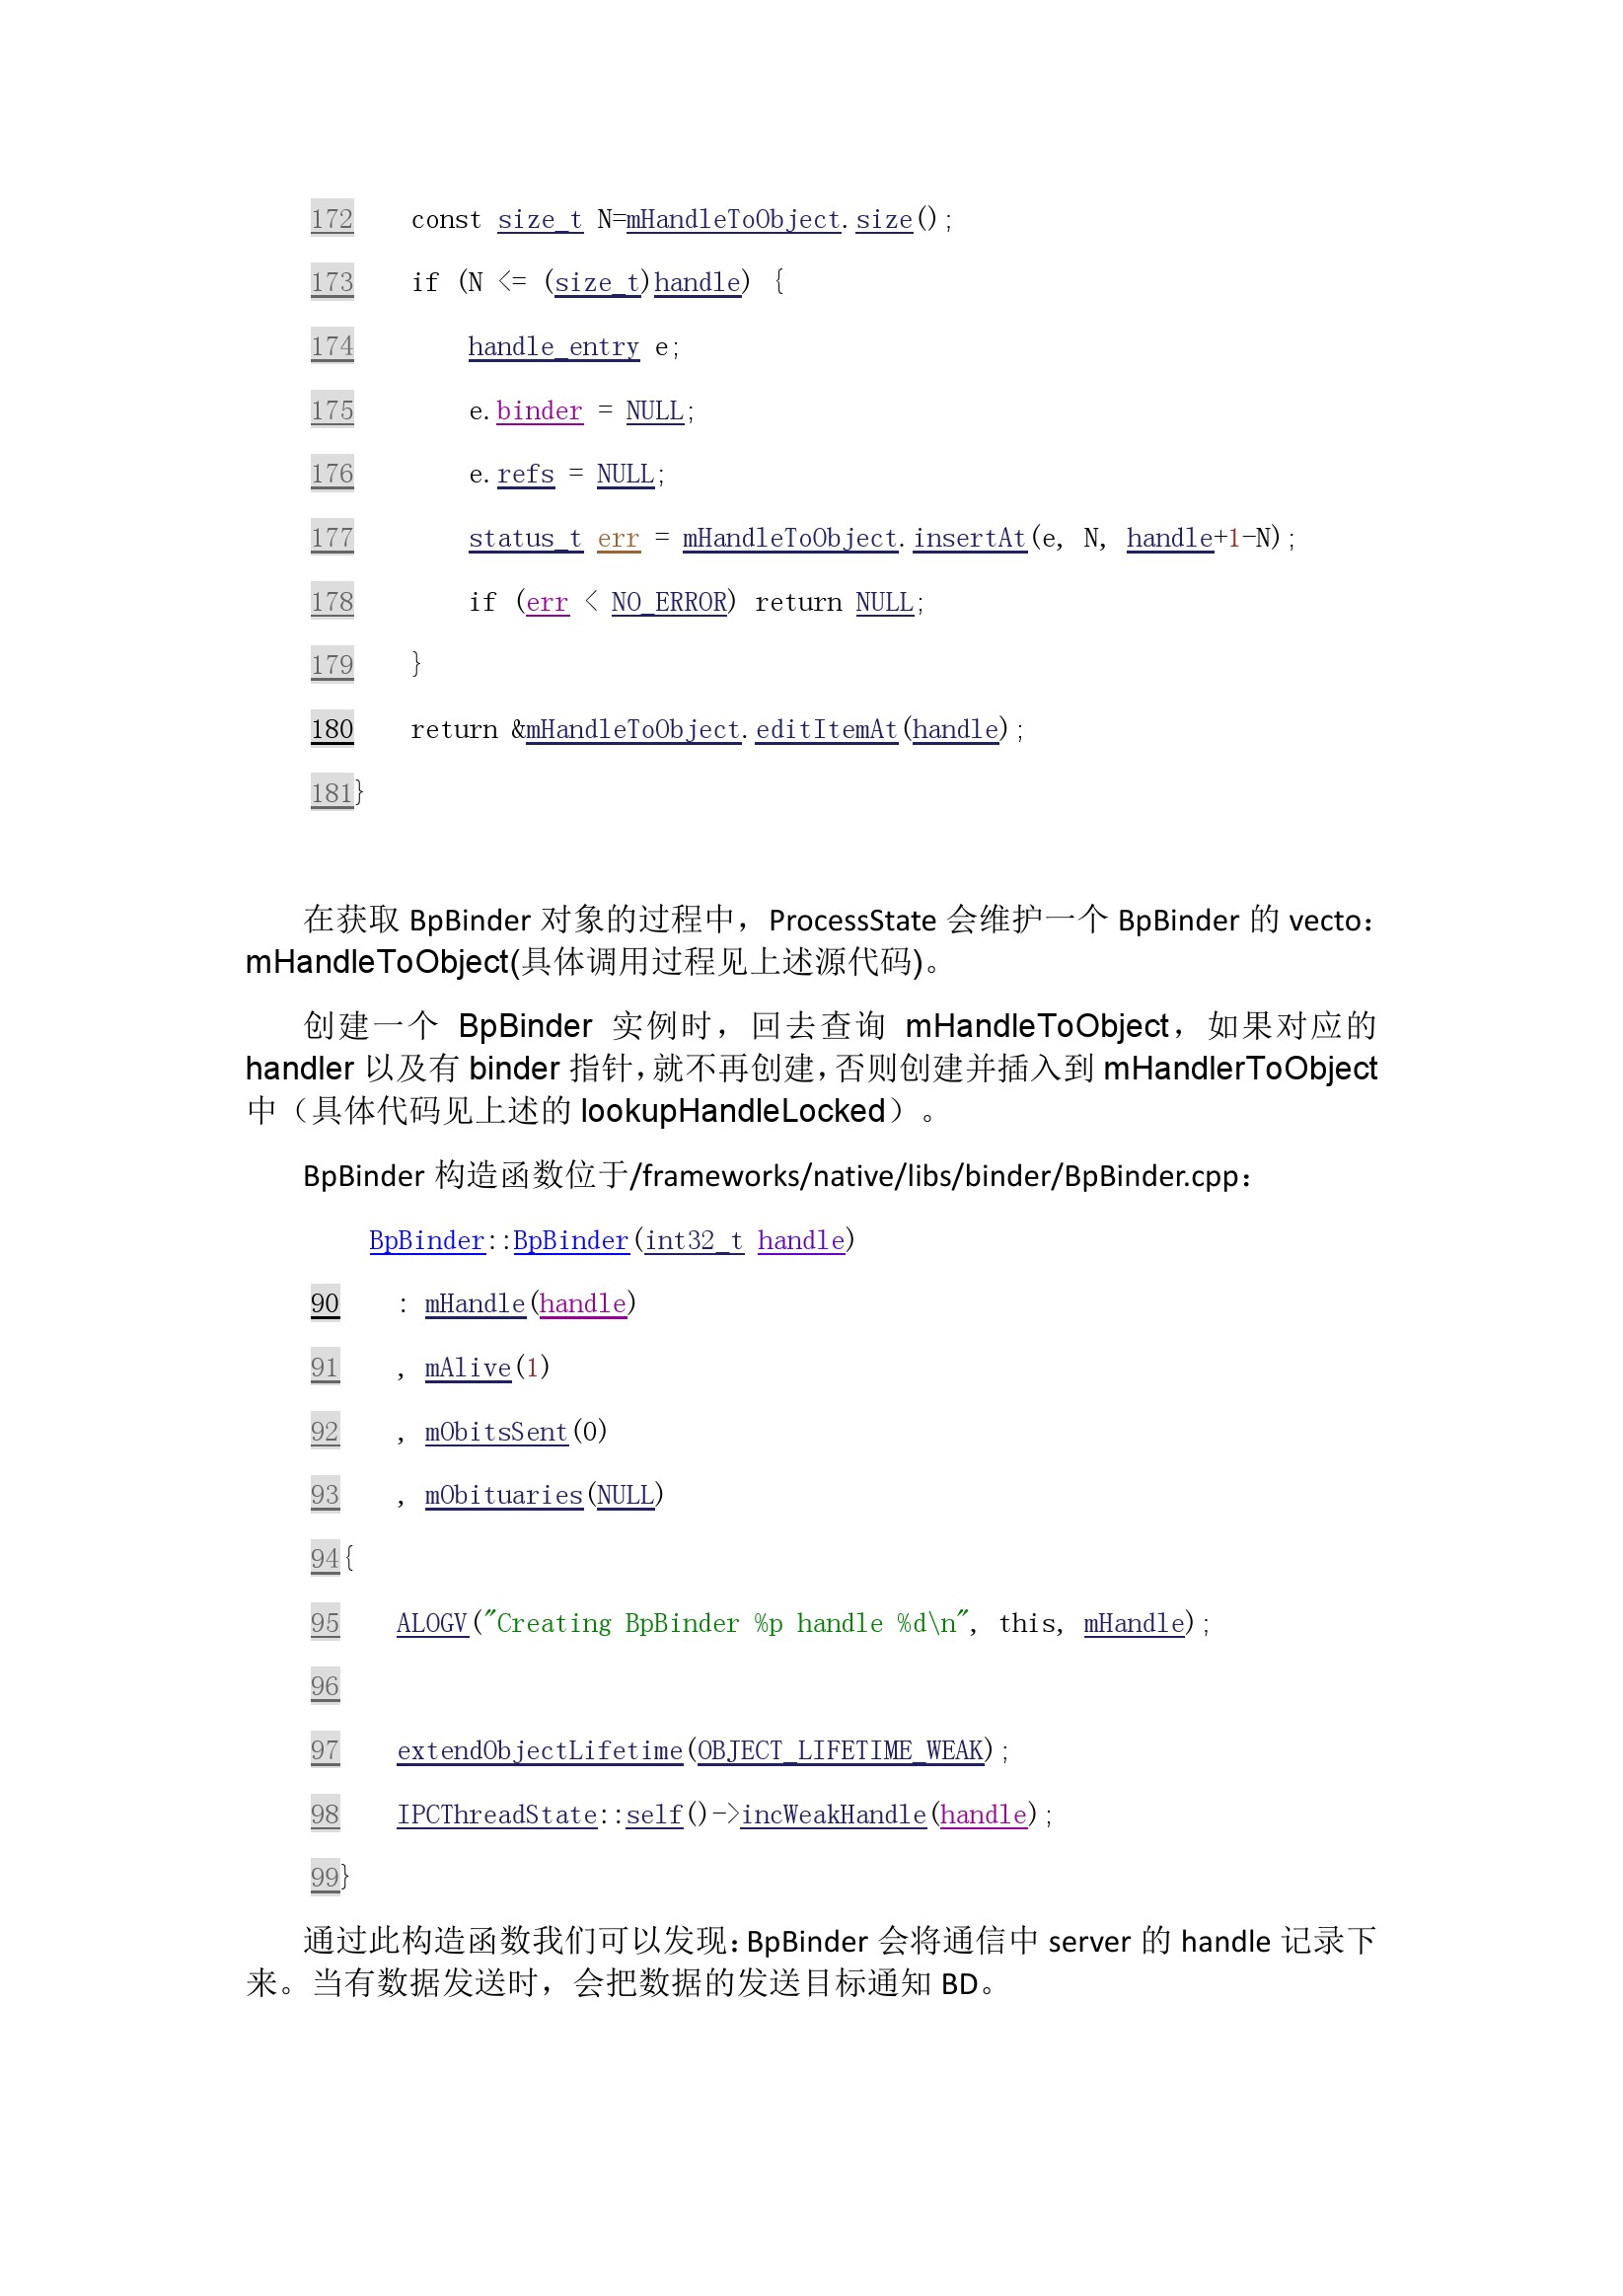 172    const size_t N=mHandleToObject.size();
173    if (N <= (size_t)handle) {
174        handle_entry e;
175        e.binder = NULL;
176        e.refs = NULL;
177        status_t err = mHandleToObject.insertAt(e, N, handle+1-N);
178        if (err < NO_ERROR) return NULL;
179    }
180    return &mHandleToObject.editItemAt(handle);
181}
在获取 BpBinder 对象的过程中，ProcessState 会维护一个 BpBinder 的 vecto：
mHandleToObject(具体调用过程见上述源代码)。
创建一个 BpBinder 实例时，回去查询 mHandleToObject，如果对应的
handler 以及有 binder 指针，就不再创建，否则创建并插入到 mHandlerToObject
中（具体代码见上述的 lookupHandleLocked）。
BpBinder 构造函数位于/frameworks/native/libs/binder/BpBinder.cpp：
BpBinder::BpBinder(int32_t handle)
90    : mHandle(handle)
91    , mAlive(1)
92    , mObitsSent(0)
93    , mObituaries(NULL)
94{
95    ALOGV("Creating BpBinder %p handle %d\n", this, mHandle);
96
97    extendObjectLifetime(OBJECT_LIFETIME_WEAK);
98    IPCThreadState::self()->incWeakHandle(handle);
99}
通过此构造函数我们可以发现：BpBinder 会将通信中 server 的 handle 记录下
来。当有数据发送时，会把数据的发送目标通知 BD。